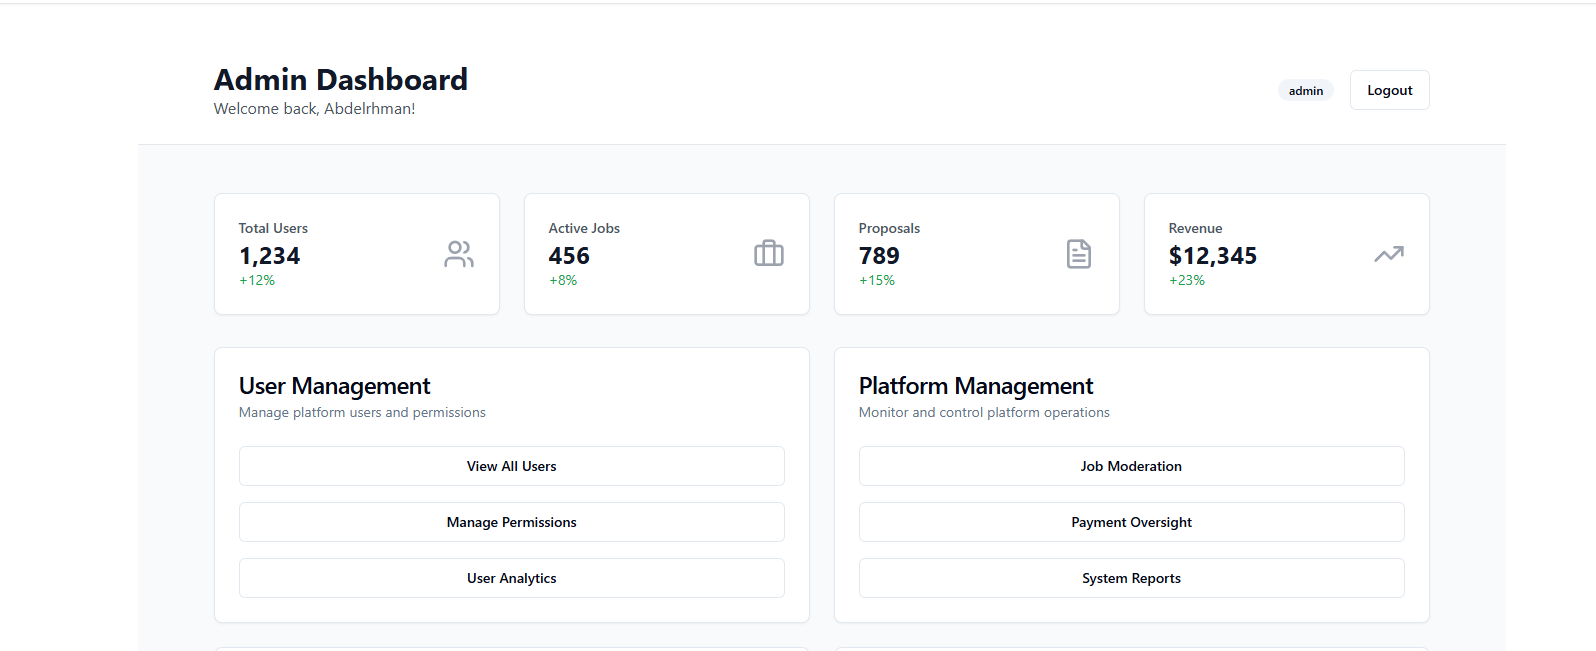 Admin Dashboard
Welcome back, Abdelrhman!
admin
Logout
Total Users
1,234
+12%
Active Jobs
456
+8%
Proposals
789
+15%
Revenue
$12,345
+23%
User Management
Manage platform users and permissions
View All Users
Manage Permissions
User Analytics
Platform Management
Monitor and control platform operations
Job Moderation
Payment Oversight
System Reports